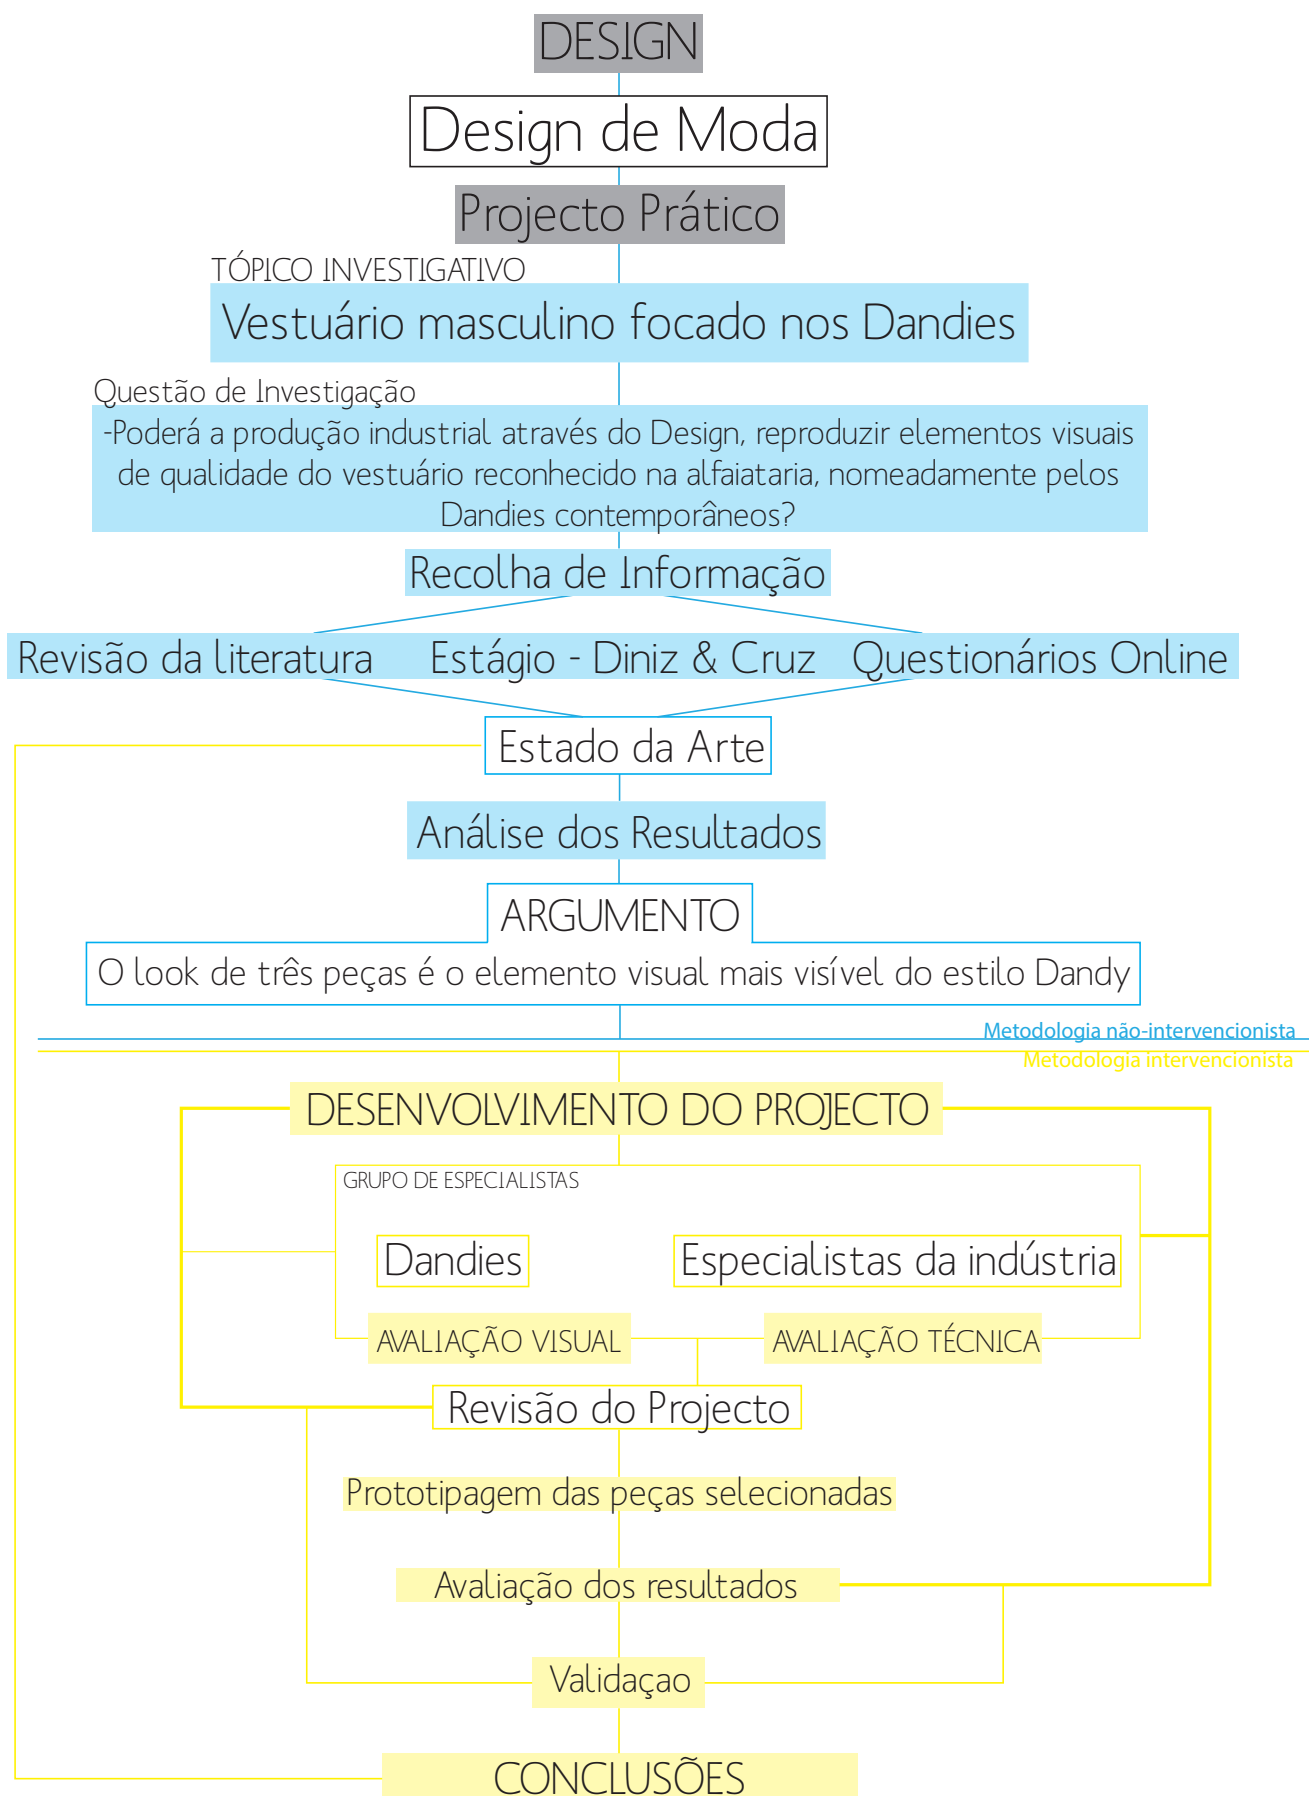 DESIGN
Design de Moda
Projecto Prático
TÓPICO INVESTIGATIVO
Vestuário masculino focado nos Dandies
Questão de Investigação
-Poderá a produção industrial através do Design, reproduzir elementos visuais
de qualidade do vestuário reconhecido na alfaiataria, nomeadamente pelos
Dandies contemporâneos?
Recolha de Informação
Revisão da literatura
Estágio - Diniz & Cruz
Questionários Online
Estado da Arte
Análise dos Resultados
ARGUMENTO
O look de três peças é o elemento visual mais visível do estilo Dandy
Metodologia não-intervencionista
Metodologia intervencionista
DESENVOLVIMENTO DO PROJECTO
GRUPO DE ESPECIALISTAS
Dandies
Especialistas da indústria
AVALIAÇÃO VISUAL
AVALIAÇÃO TÉCNICA
Revisão do Projecto
Prototipagem das peças selecionadas
Avaliação dos resultados
Validaçao
CONCLUSÕES